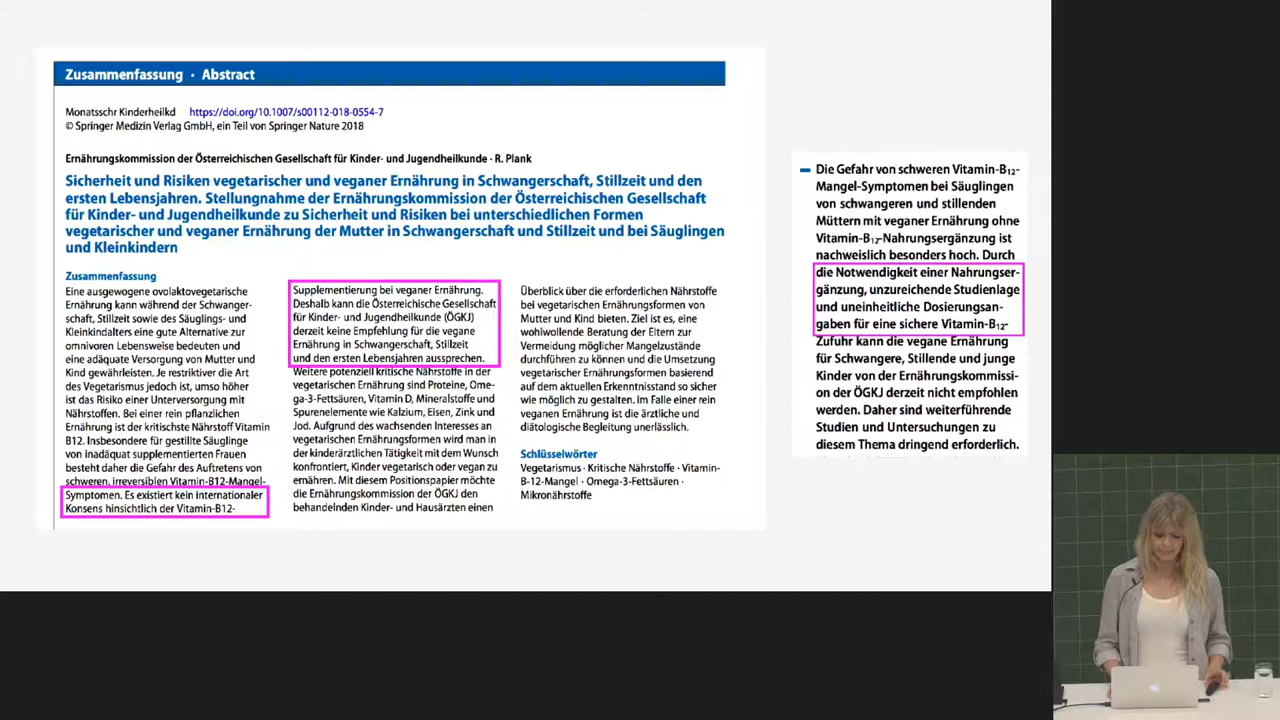 Zusammenfassung · Abstract
Monatsschr Kinderheilkd https://doi.org/10.1007/s00112-018-0554-7
© Springer Medizin Verlag GmbH, ein Teil von Springer Nature 2018
Ernährungskommission der Österreichischen Gesellschaft für Kinder- und Jugendheilkunde · R. Plank
Sicherheit und Risiken vegetarischer und veganer Ernährung in Schwangerschaft, Stillzeit und den
ersten Lebensjahren. Stellungnahme der Ernährungskommission der Österreichischen Gesellschaft
für Kinder- und Jugendheilkunde zu Sicherheit und Risiken bei unterschiedlichen Formen
vegetarischer und veganer Ernährung der Mutter in Schwangerschaft und Stillzeit und bei Säuglingen
und Kleinkindern
Zusammenfassung
Eine ausgewogene ovolaktovegetarische
Ernährung kann während der Schwanger-
schaft, Stillzeit sowie des Säuglings- und
Kleinkindalters eine gute Alternative zur
omnivoren Lebensweise bedeuten und
eine adäquate Versorgung von Mutter und
Kind gewährleisten. Je restriktiver die Art
des Vegetarismus jedoch ist, umso höher
ist das Risiko einer Unterversorgung mit
Nährstoffen. Bei einer rein pflanzlichen
Ernährung ist der kritischste Nährstoff Vitamin
B12. Insbesondere für gestillte Säuglinge
von inadäquat supplementierten Frauen
besteht daher die Gefahr des Auftretens von
schweren, irreversiblen Vitamin-B12-Mangel-
Symptomen. Es existiert kein internationaler
Konsens hinsichtlich der Vitamin-B12-
Supplementierung bei veganer Ernährung.
Deshalb kann die Österreichische Gesellschaft
für Kinder- und Jugendheilkunde (ÖGKJ)
derzeit keine Empfehlung für die vegane
Ernährung in Schwangerschaft, Stillzeit
und den ersten Lebensjahren aussprechen.
Weitere potenziell kritische Nährstoffe in der
vegetarischen Ernährung sind Proteine, Ome-
ga-3-Fettsäuren, Vitamin D, Mineralstoffe und
Spurenelemente wie Kalzium, Eisen, Zink und
Jod. Aufgrund des wachsenden Interesses an
vegetarischen Ernährungsformen wird man in
der kinderärztlichen Tätigkeit mit dem Wunsch
konfrontiert, Kinder vegetarisch oder vegan zu
ernähren. Mit diesem Positionspapier möchte
die Ernährungskommission der ÖGKJ den
behandelnden Kinder- und Hausärzten einen
Überblick über die erforderlichen Nährstoffe
bei vegetarischen Ernährungsformen von
Mutter und Kind bieten. Ziel ist es, eine
wohlwollende Beratung der Eltern zur
Vermeidung möglicher Mangelzustände
durchführen zu können und die Umsetzung
vegetarischer Ernährungsformen basierend
auf dem aktuellen Erkenntnisstand so sicher
wie möglich zu gestalten. Im Falle einer rein
veganen Ernährung ist die ärztliche und
diätologische Begleitung unerlässlich.
Schlüsselwörter
Vegetarismus · Kritische Nährstoffe · Vitamin-
B-12-Mangel · Omega-3-Fettsäuren ·
Mikronährstoffe
Die Gefahr von schweren Vitamin-B₁₂-
Mangel-Symptomen bei Säuglingen
von schwangeren und stillenden
Müttern mit veganer Ernährung ohne
Vitamin-B₁₂-Nahrungsergänzung ist
nachweislich besonders hoch. Durch
die Notwendigkeit einer Nahrungser-
gänzung, unzureichende Studienlage
und uneinheitliche Dosierungsan-
gaben für eine sichere Vitamin-B₁₂-
Zufuhr kann die vegane Ernährung
für Schwangere, Stillende und junge
Kinder von der Ernährungskommissi-
on der ÖGKJ derzeit nicht empfohlen
werden. Daher sind weiterführende
Studien und Untersuchungen zu
diesem Thema dringend erforderlich.